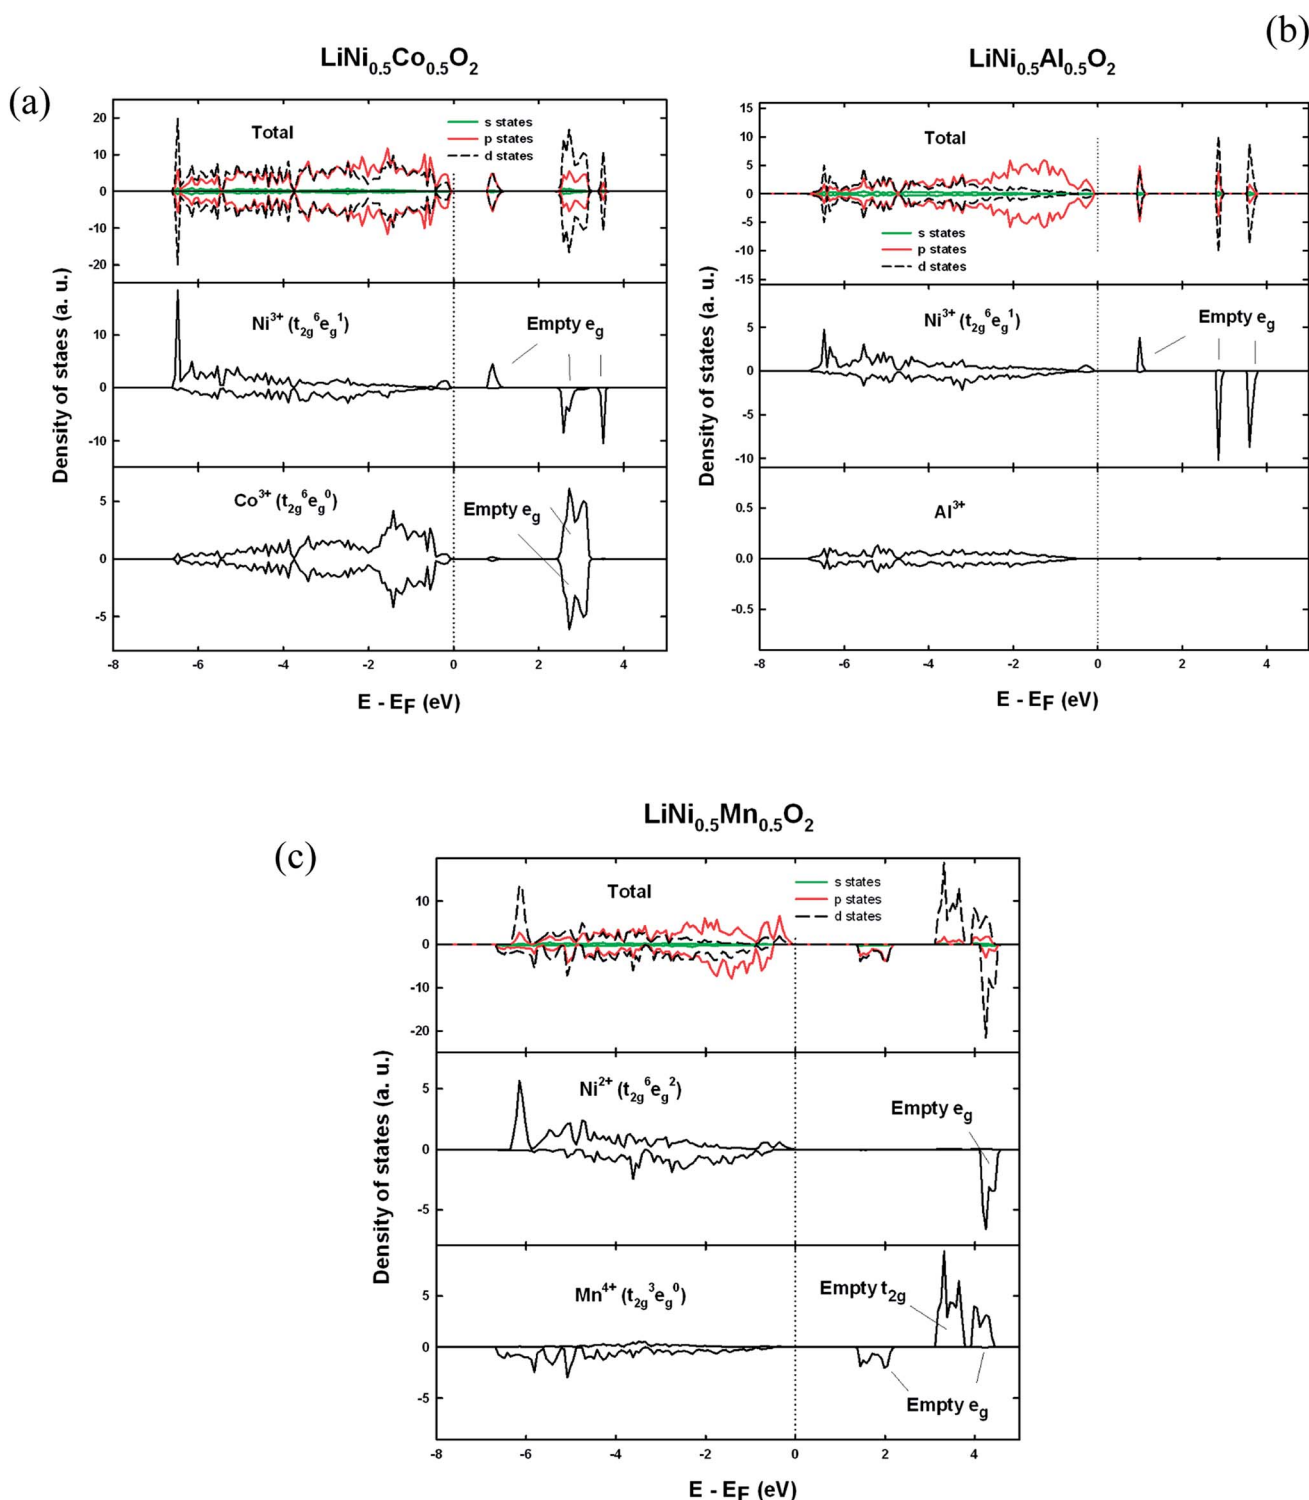 (b)
LiNi0.5Co0.5O2
LiNi0.5Al0.5O2
(a)
Total
s states
p states
d states
20
10
0
-10
-20
Ni3+ (t2g6eg1)
Empty eg
10
0
-10
Co3+ (t2g6eg0)
Empty eg
5
0
-5
Density of staes (a. u.)
-8 -6 -4 -2 0 2 4
E - EF (eV)
Total
s states
p states
d states
15
10
5
0
-5
-10
-15
Ni3+ (t2g6eg1)
Empty eg
5
0
-5
-10
Al3+
0.5
0.0
-0.5
Density of states (a. u.)
-8 -6 -4 -2 0 2 4
E - EF (eV)
LiNi0.5Mn0.5O2
(c)
Total
s states
p states
d states
10
0
-10
-20
Ni2+ (t2g6eg2)
Empty eg
5
0
-5
Mn4+ (t2g3eg0)
Empty t2g
Empty eg
5
0
-5
Density of states (a. u.)
-8 -6 -4 -2 0 2 4
E - EF (eV)